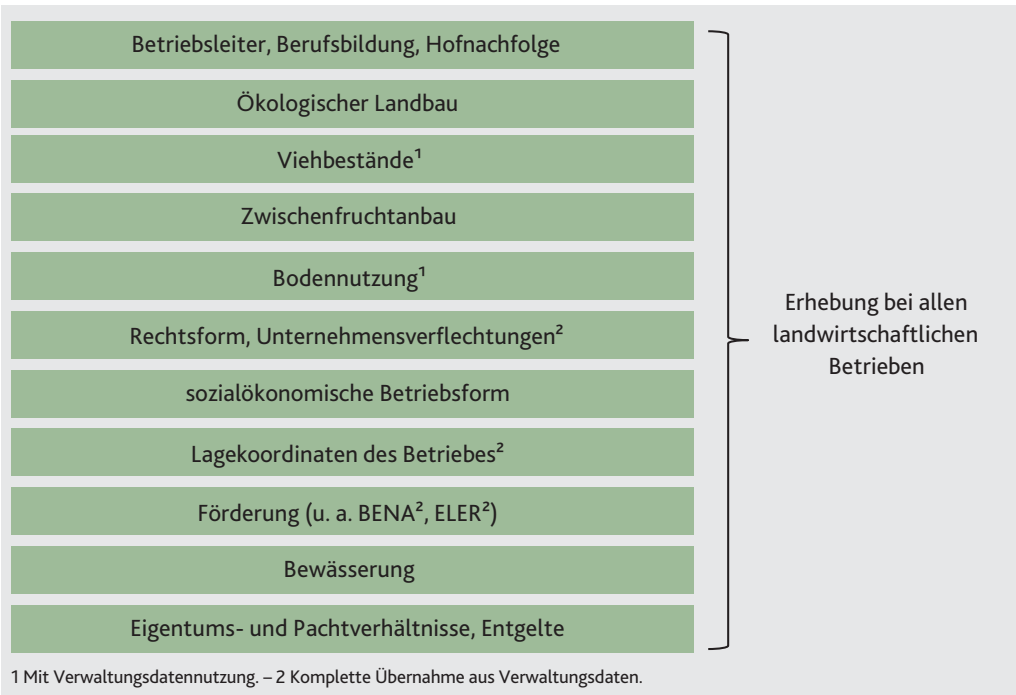 Betriebsleiter, Berufsbildung, Hofnachfolge
Ökologischer Landbau
Viehbestände¹
Zwischenfruchtanbau
Bodennutzung¹
Rechtsform, Unternehmensverflechtungen²
sozialökonomische Betriebsform
Lagekoordinaten des Betriebes²
Förderung (u. a. BENA², ELER²)
Bewässerung
Eigentums- und Pachtverhältnisse, Entgelte
Erhebung bei allen
landwirtschaftlichen
Betrieben
1 Mit Verwaltungsdatennutzung. – 2 Komplette Übernahme aus Verwaltungsdaten.